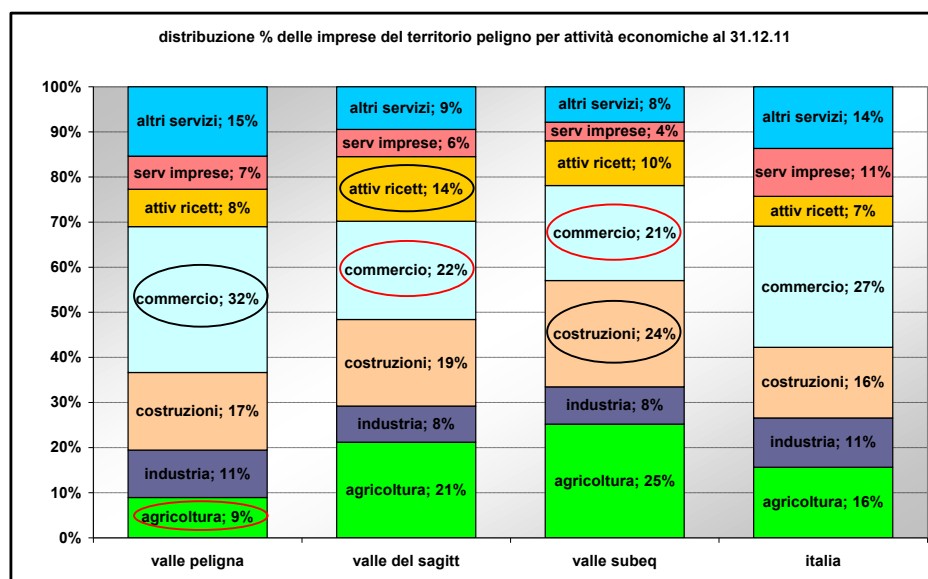 distribuzione % delle imprese del territorio peligno per attività economiche al 31.12.11
100%
90%
80%
70%
60%
50%
40%
30%
20%
10%
0%
altri servizi; 15%
serv imprese; 7%
attiv ricett; 8%
commercio; 32%
costruzioni; 17%
industria; 11%
agricoltura; 9%
altri servizi; 9%
serv imprese; 6%
attiv ricett; 14%
commercio; 22%
costruzioni; 19%
industria; 8%
agricoltura; 21%
altri servizi; 8%
serv imprese; 4%
attiv ricett; 10%
commercio; 21%
costruzioni; 24%
industria; 8%
agricoltura; 25%
altri servizi; 14%
serv imprese; 11%
attiv ricett; 7%
commercio; 27%
costruzioni; 16%
industria; 11%
agricoltura; 16%
valle peligna
valle del sagitt
valle subeq
italia